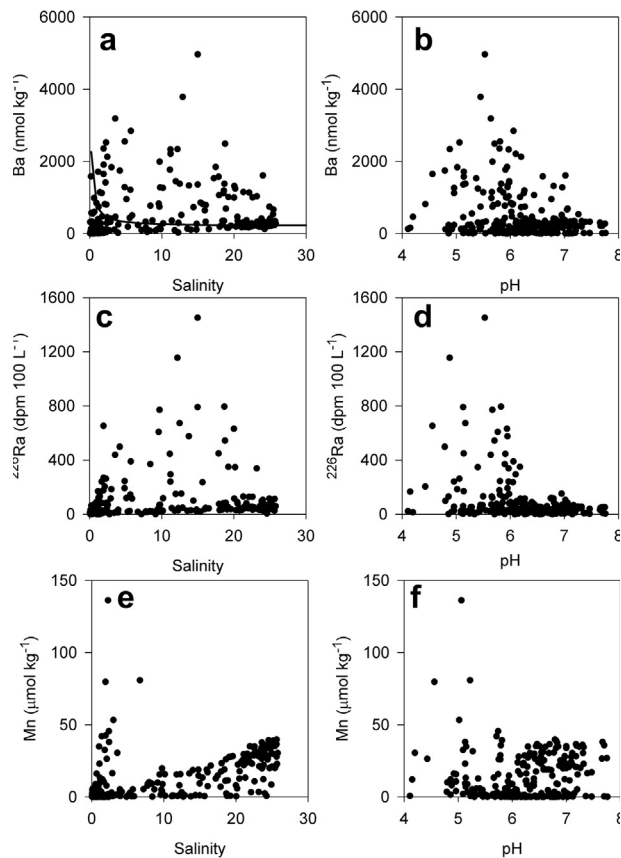 6000
a
b
Ba (nmol kg⁻¹)
4000
2000
0
0 10 20 30
Salinity
6000
Ba (nmol kg⁻¹)
4000
2000
0
4 5 6 7 8
pH
1600
c
d
²²⁶Ra (dpm 100 L⁻¹)
1200
800
400
0
0 10 20 30
Salinity
1600
²²⁶Ra (dpm 100 L⁻¹)
1200
800
400
0
4 5 6 7 8
pH
150
e
f
Mn (μmol kg⁻¹)
100
50
0
0 10 20 30
Salinity
150
Mn (μmol kg⁻¹)
100
50
0
4 5 6 7 8
pH